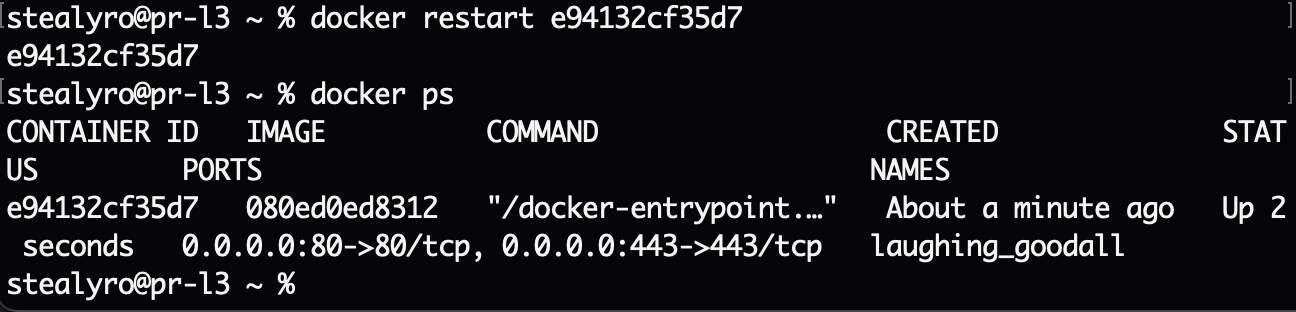 [stealyro@pr-l3 ~ % docker restart e94132cf35d7 ]
e94132cf35d7
[stealyro@pr-l3 ~ % docker ps ]
CONTAINER ID   IMAGE          COMMAND                  CREATED              STAT
US         PORTS                                      NAMES
e94132cf35d7   080ed0ed8312   "/docker-entrypoint.…"   About a minute ago   Up 2
 seconds   0.0.0.0:80->80/tcp, 0.0.0.0:443->443/tcp   laughing_goodall
stealyro@pr-l3 ~ %